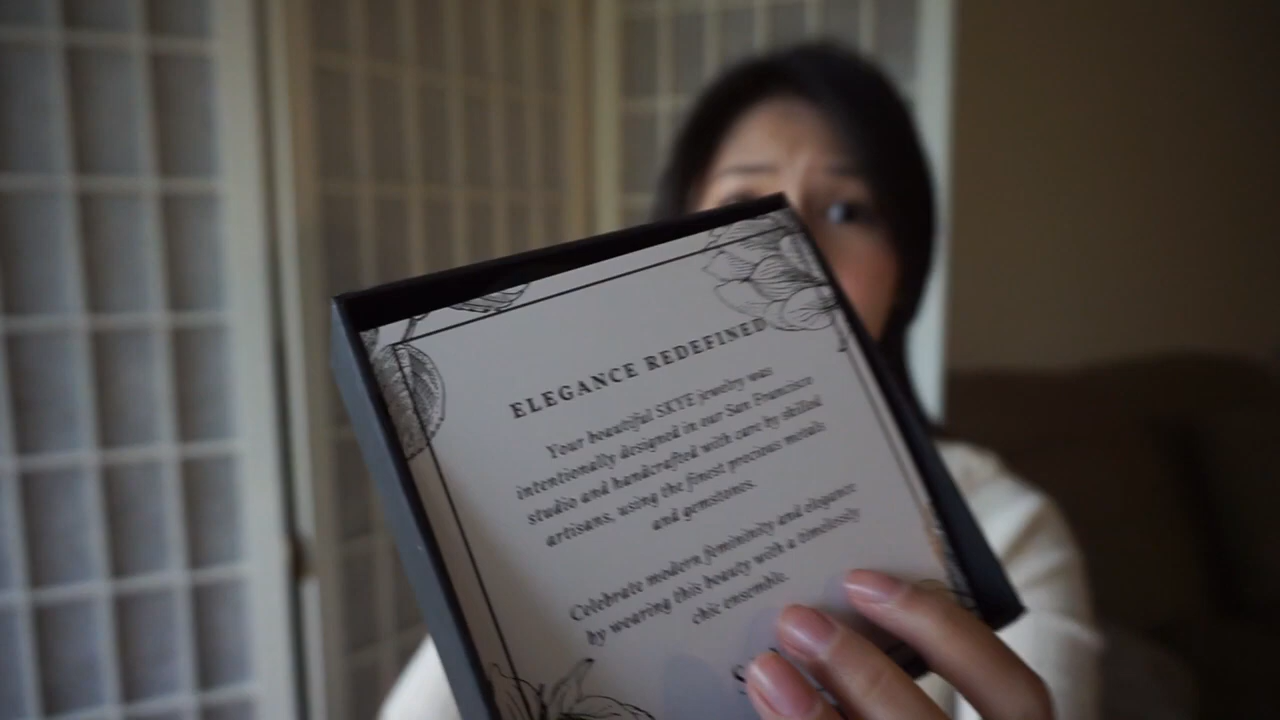 ELEGANCE REDEFINED
Your beautiful SKYE jewelry was
intentionally designed in our San Francisco
studio and handcrafted with care by skilled
artisans, using the finest precious metals
and gemstones.
Celebrate modern femininity and elegance
by wearing this beauty with a timelessly
chic ensemble.